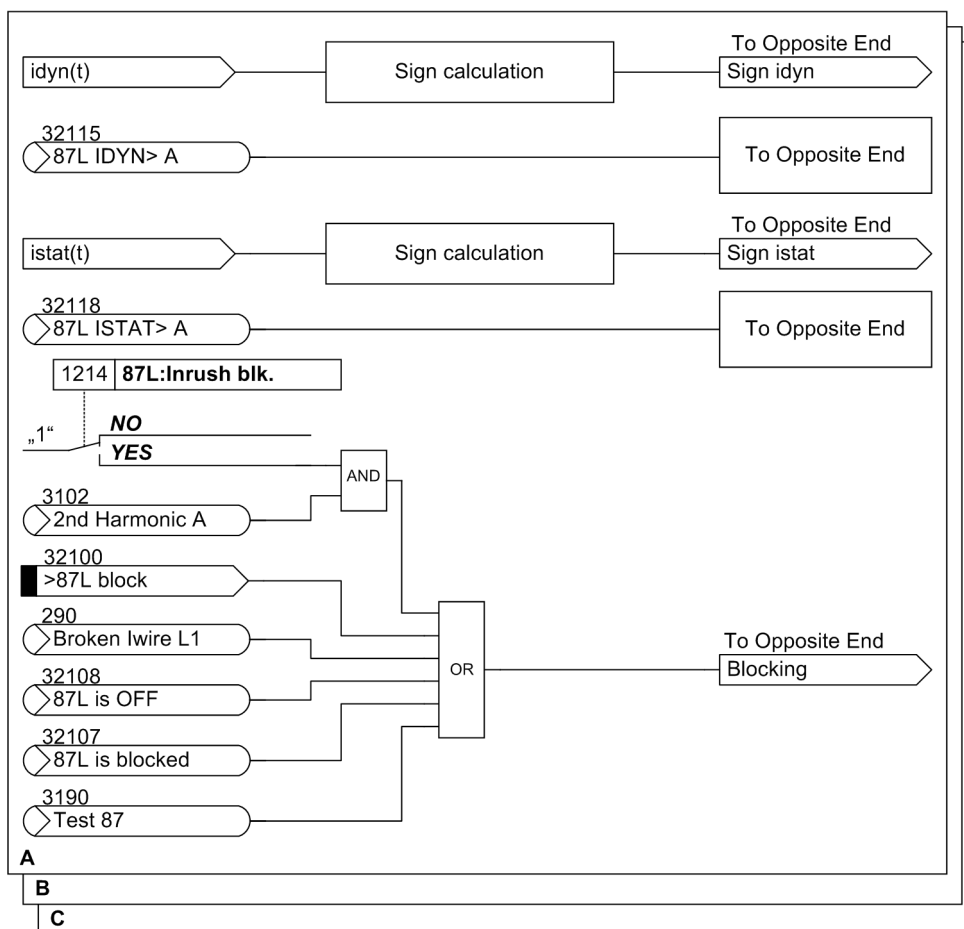 To Opposite End
idyn(t)
Sign calculation
Sign idyn
32115
87L IDYN> A
To Opposite End
To Opposite End
istat(t)
Sign calculation
Sign istat
32118
87L ISTAT> A
To Opposite End
1214 87L:Inrush blk.
„1“
NO
YES
AND
3102
2nd Harmonic A
32100
>87L block
290
Broken Iwire L1
To Opposite End
OR
Blocking
32108
87L is OFF
32107
87L is blocked
3190
Test 87
A
B
C